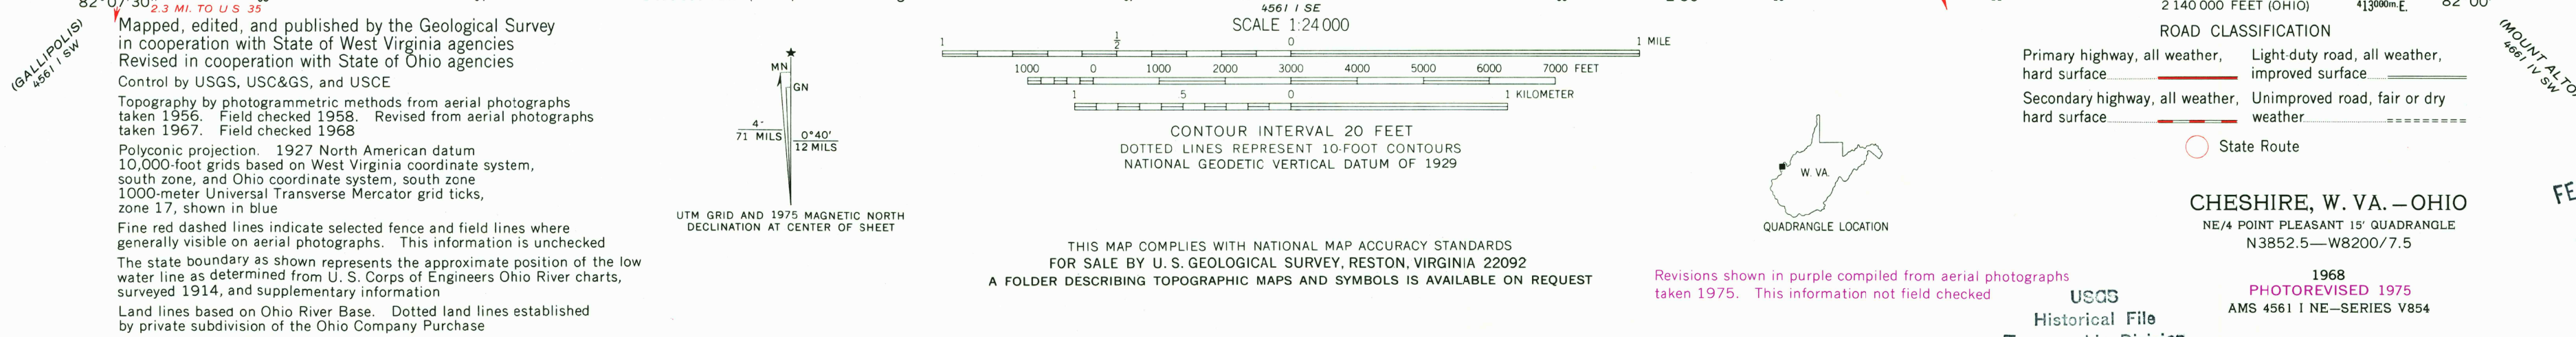 82°07'30"
2.3 MI. TO U S 35
(GALLIPOLIS)
4561 I SW
Mapped, edited, and published by the Geological Survey
in cooperation with State of West Virginia agencies
Revised in cooperation with State of Ohio agencies
Control by USGS, USC&GS, and USCE
Topography by photogrammetric methods from aerial photographs
taken 1956. Field checked 1958. Revised from aerial photographs
taken 1967. Field checked 1968
Polyconic projection. 1927 North American datum
10,000-foot grids based on West Virginia coordinate system,
south zone, and Ohio coordinate system, south zone
1000-meter Universal Transverse Mercator grid ticks,
zone 17, shown in blue
Fine red dashed lines indicate selected fence and field lines where
generally visible on aerial photographs. This information is unchecked
The state boundary as shown represents the approximate position of the low
water line as determined from U. S. Corps of Engineers Ohio River charts,
surveyed 1914, and supplementary information
Land lines based on Ohio River Base. Dotted land lines established
by private subdivision of the Ohio Company Purchase
MN
GN
4°
71 MILS
0°40'
12 MILS
UTM GRID AND 1975 MAGNETIC NORTH
DECLINATION AT CENTER OF SHEET
4561 I SE
SCALE 1:24 000
1 ½ 0 1 MILE
1000 0 1000 2000 3000 4000 5000 6000 7000 FEET
1 5 0 1 KILOMETER
CONTOUR INTERVAL 20 FEET
DOTTED LINES REPRESENT 10-FOOT CONTOURS
NATIONAL GEODETIC VERTICAL DATUM OF 1929
THIS MAP COMPLIES WITH NATIONAL MAP ACCURACY STANDARDS
FOR SALE BY U. S. GEOLOGICAL SURVEY, RESTON, VIRGINIA 22092
A FOLDER DESCRIBING TOPOGRAPHIC MAPS AND SYMBOLS IS AVAILABLE ON REQUEST
W. VA.
QUADRANGLE LOCATION
Revisions shown in purple compiled from aerial photographs
taken 1975. This information not field checked
2 140 000 FEET (OHIO)
413000m.E.
82°00'
(MOUNT ALTO)
4661 IV SW
ROAD CLASSIFICATION
Primary highway, all weather,
hard surface
Light-duty road, all weather,
improved surface
Secondary highway, all weather,
hard surface
Unimproved road, fair or dry
weather
State Route
CHESHIRE, W. VA.—OHIO
NE/4 POINT PLEASANT 15' QUADRANGLE
N3852.5—W8200/7.5
1968
PHOTOREVISED 1975
AMS 4561 I NE—SERIES V854
USGS
Historical File